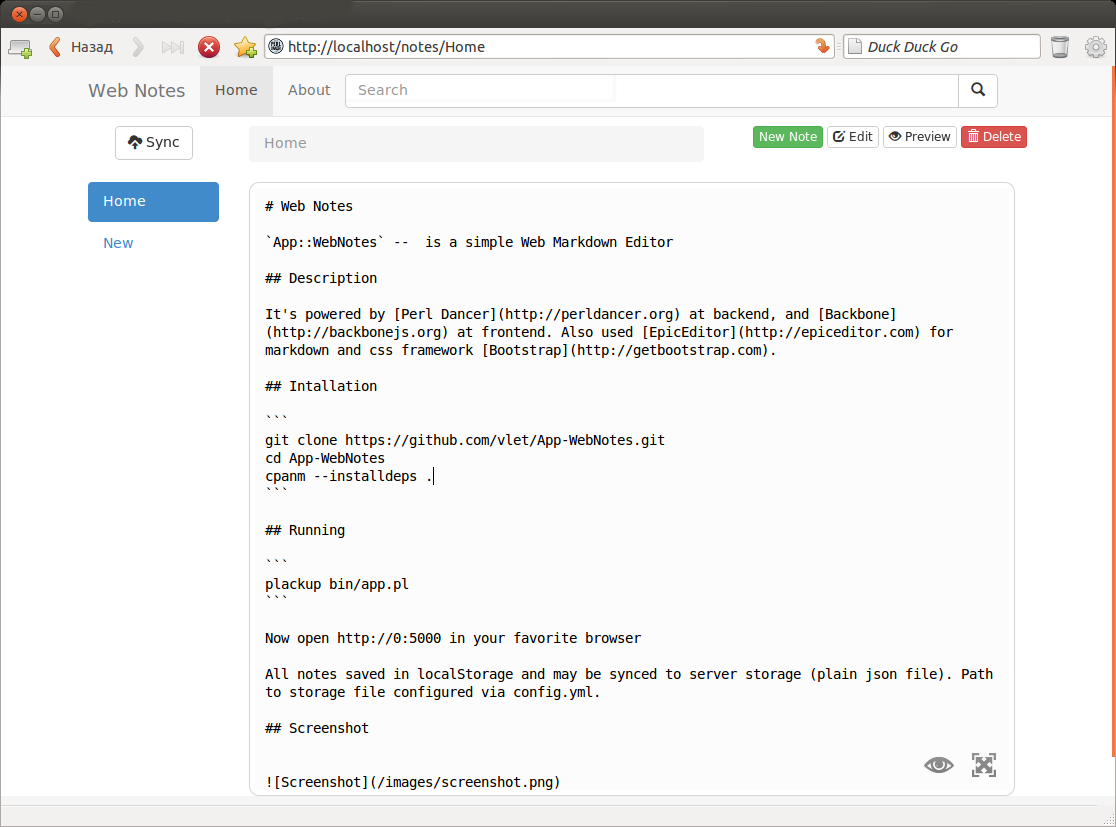 Назад
http://localhost/notes/Home
Duck Duck Go
Web Notes Home About Search
Sync
Home
New Note Edit Preview Delete
Home
New
# Web Notes
`App::WebNotes` --  is a simple Web Markdown Editor
## Description
It's powered by [Perl Dancer](http://perldancer.org) at backend, and [Backbone]
(http://backbonejs.org) at frontend. Also used [EpicEditor](http://epiceditor.com) for
markdown and css framework [Bootstrap](http://getbootstrap.com).
## Intallation
```
git clone https://github.com/vlet/App-WebNotes.git
cd App-WebNotes
cpanm --installdeps .
```
## Running
```
plackup bin/app.pl
```
Now open http://0:5000 in your favorite browser
All notes saved in localStorage and may be synced to server storage (plain json file). Path
to storage file configured via config.yml.
## Screenshot
![Screenshot](/images/screenshot.png)